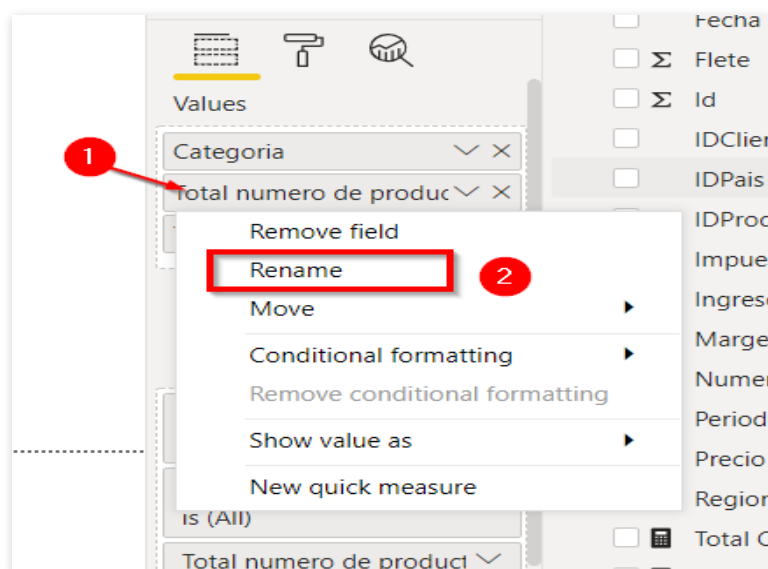 Values
Categoria
Total numero de produc
1
Remove field
Rename
2
Move
Conditional formatting
Remove conditional formatting
Show value as
New quick measure
is (All)
Total numero de product
Fecha
Σ Flete
Σ Id
IDClien
IDPais
IDProd
Impue
Ingres
Marge
Numer
Period
Precio
Region
Total